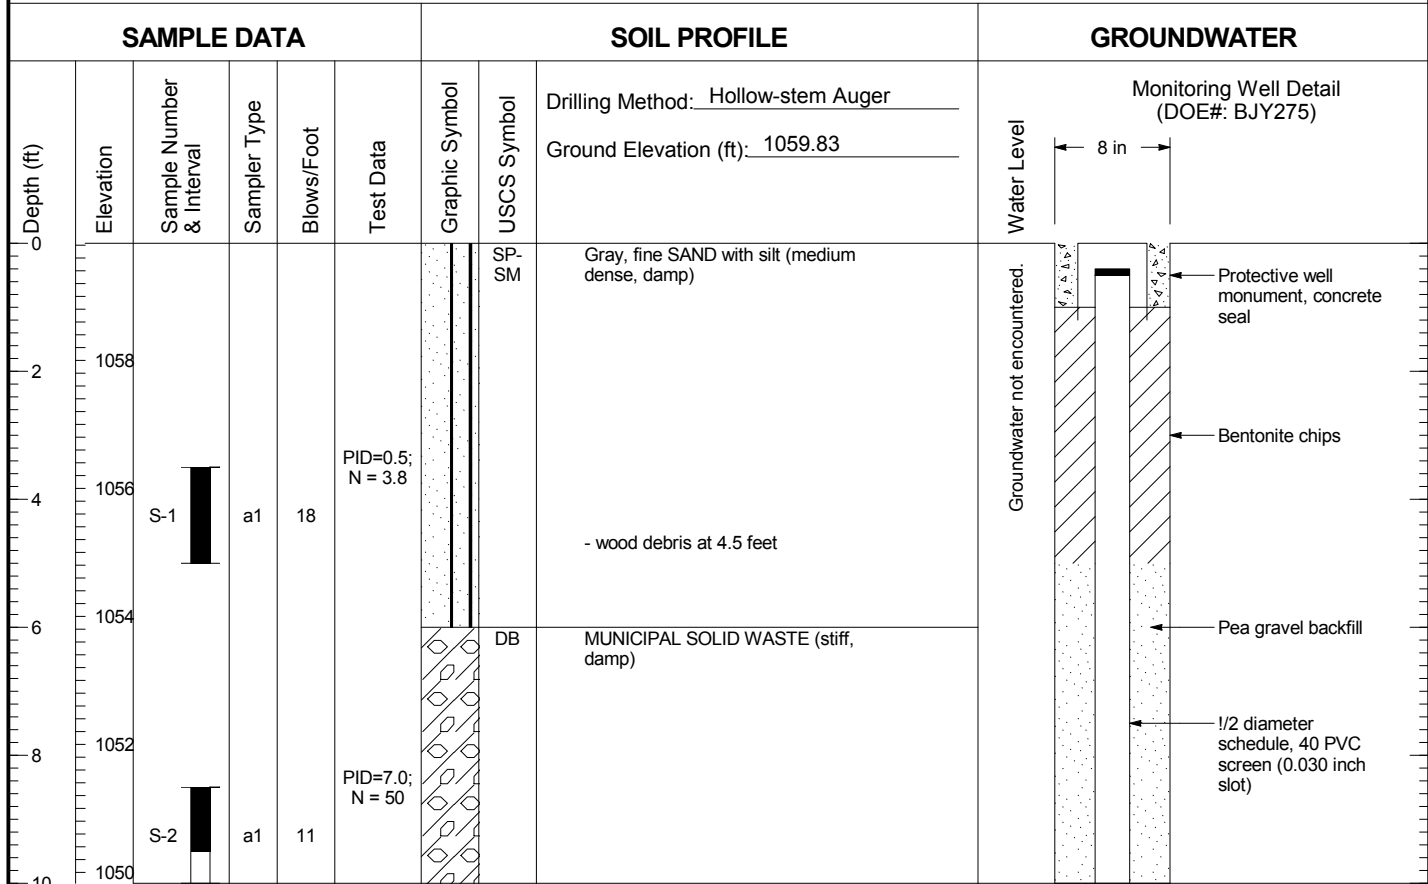 SAMPLE DATA
SOIL PROFILE
GROUNDWATER
Depth (ft)
Elevation
Sample Number
& Interval
Sampler Type
Blows/Foot
Test Data
Graphic Symbol
USCS Symbol
Drilling Method: Hollow-stem Auger
Ground Elevation (ft): 1059.83
Water Level
Monitoring Well Detail
(DOE#: BJY275)
8 in
0
SP-
SM
Gray, fine SAND with silt (medium
dense, damp)
Groundwater not encountered.
Protective well
monument, concrete
seal
1058
2
Bentonite chips
PID=0.5;
N = 3.8
1056
4
S-1
a1
18
- wood debris at 4.5 feet
1054
6
DB
MUNICIPAL SOLID WASTE (stiff,
damp)
Pea gravel backfill
!/2 diameter
schedule, 40 PVC
screen (0.030 inch
slot)
1052
8
PID=7.0;
N = 50
S-2
a1
11
1050
10